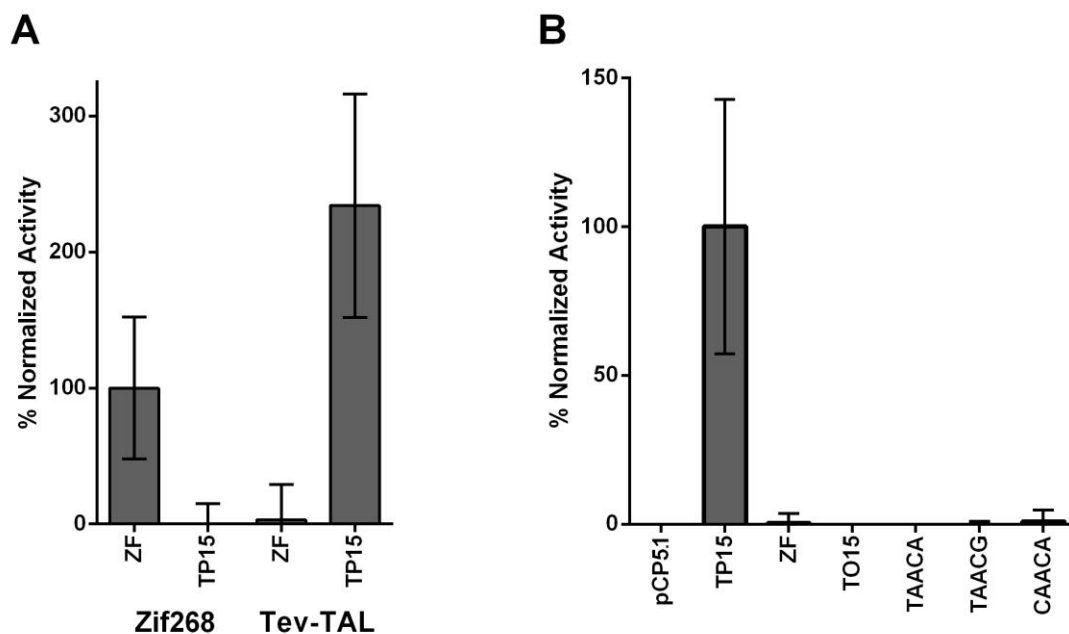 A
% Normalized Activity
300
200
100
0
ZF
TP15
ZF
TP15
Zif268 Tev-TAL
B
% Normalized Activity
150
100
50
0
pCP5.1
TP15
ZF
TO15
TAACA
TAACG
CAACA